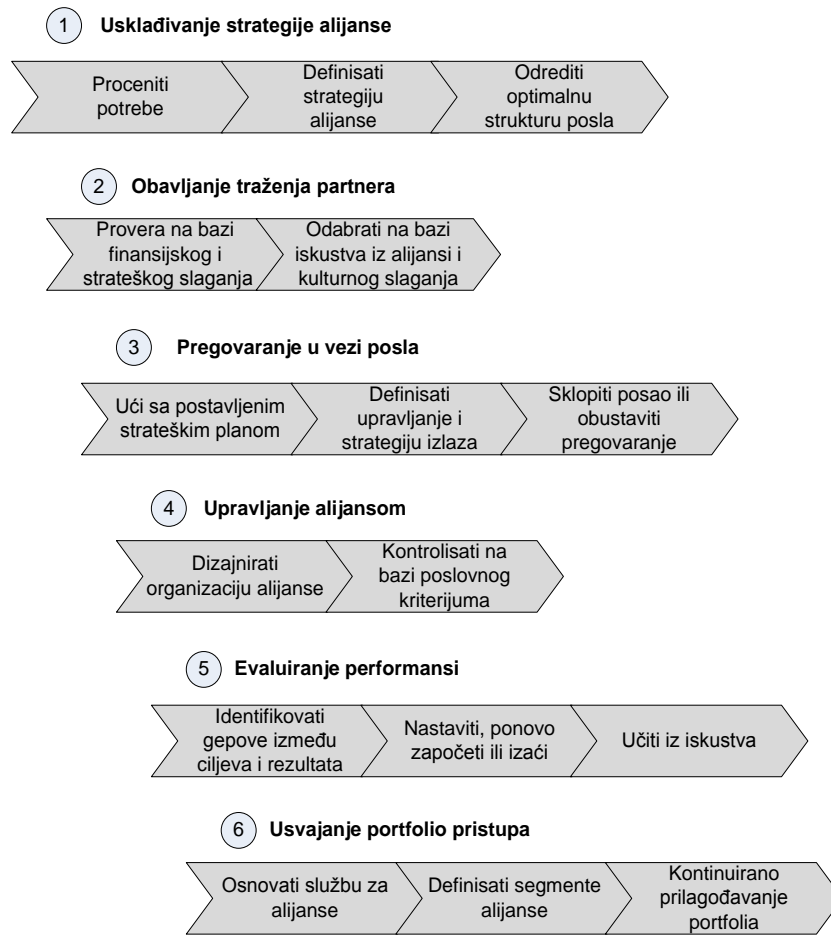 1 Usklađivanje strategije alijanse
Proceniti
potrebe
Definisati
strategiju
alijanse
Odrediti
optimalnu
strukturu posla
2 Obavljanje traženja partnera
Provera na bazi
finansijskog i
strateškog slaganja
Odabrati na bazi
iskustva iz alijansi i
kulturnog slaganja
3 Pregovaranje u vezi posla
Ući sa postavljenim
strateškim planom
Definisati
upravljanje i
strategiju izlaza
Sklopiti posao ili
obustaviti
pregovaranje
4 Upravljanje alijansom
Dizajnirati
organizaciju alijanse
Kontrolisati na
bazi poslovnog
kriterijuma
5 Evaluiranje performansi
Identifikovati
gepove između
ciljeva i rezultata
Nastaviti, ponovo
započeti ili izaći
Učiti iz iskustva
6 Usvajanje portfolio pristupa
Osnovati službu za
alijanse
Definisati segmente
alijanse
Kontinuirano
prilagođavanje
portfolia